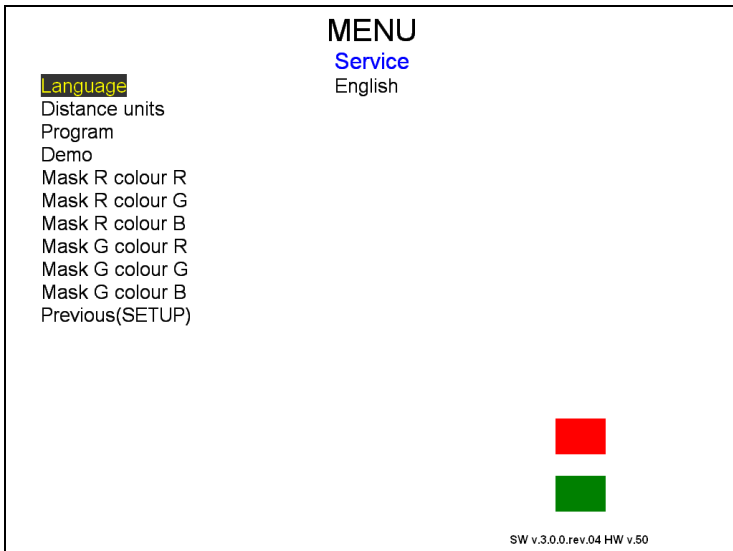 MENU
Service
Language English
Distance units
Program
Demo
Mask R colour R
Mask R colour G
Mask R colour B
Mask G colour R
Mask G colour G
Mask G colour B
Previous(SETUP)
SW v.3.0.0.rev.04 HW v.50